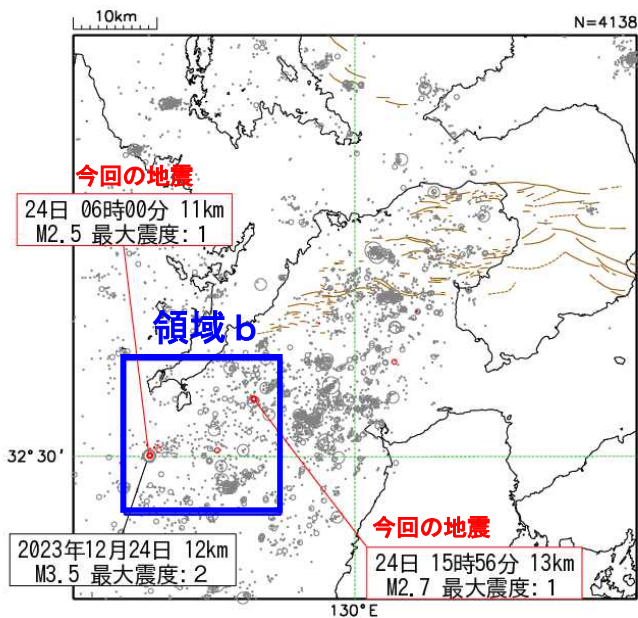 10km
N=4138
今回の地震
24日 06時00分 11km
M2.5 最大震度:1
領域b
32°30′
今回の地震
2023年12月24日 12km
M3.5 最大震度:2
24日 15時56分 13km
M2.7 最大震度:1
130°E